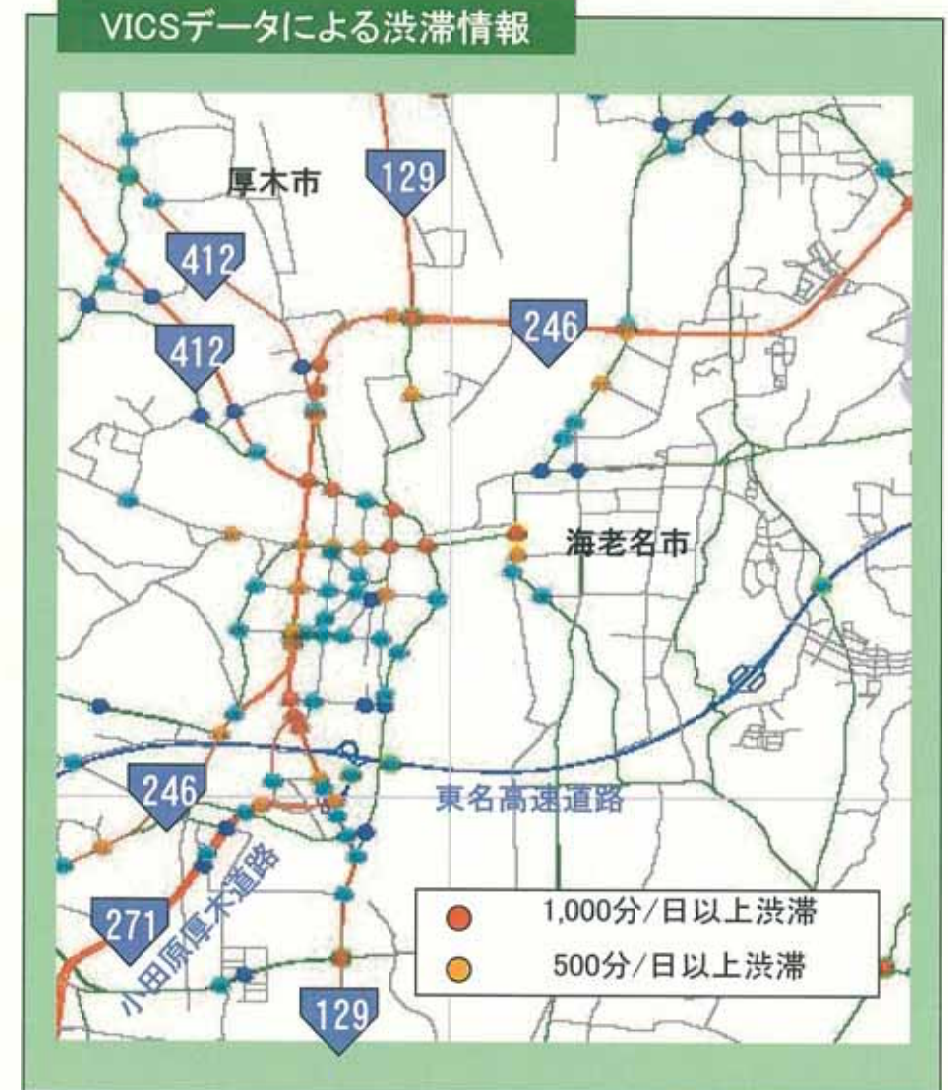 VICSデータによる渋滞情報
厚木市
129
412
246
412
海老名市
246
東名高速道路
271
小田原厚木道路
129
1,000分/日以上渋滞
500分/日以上渋滞